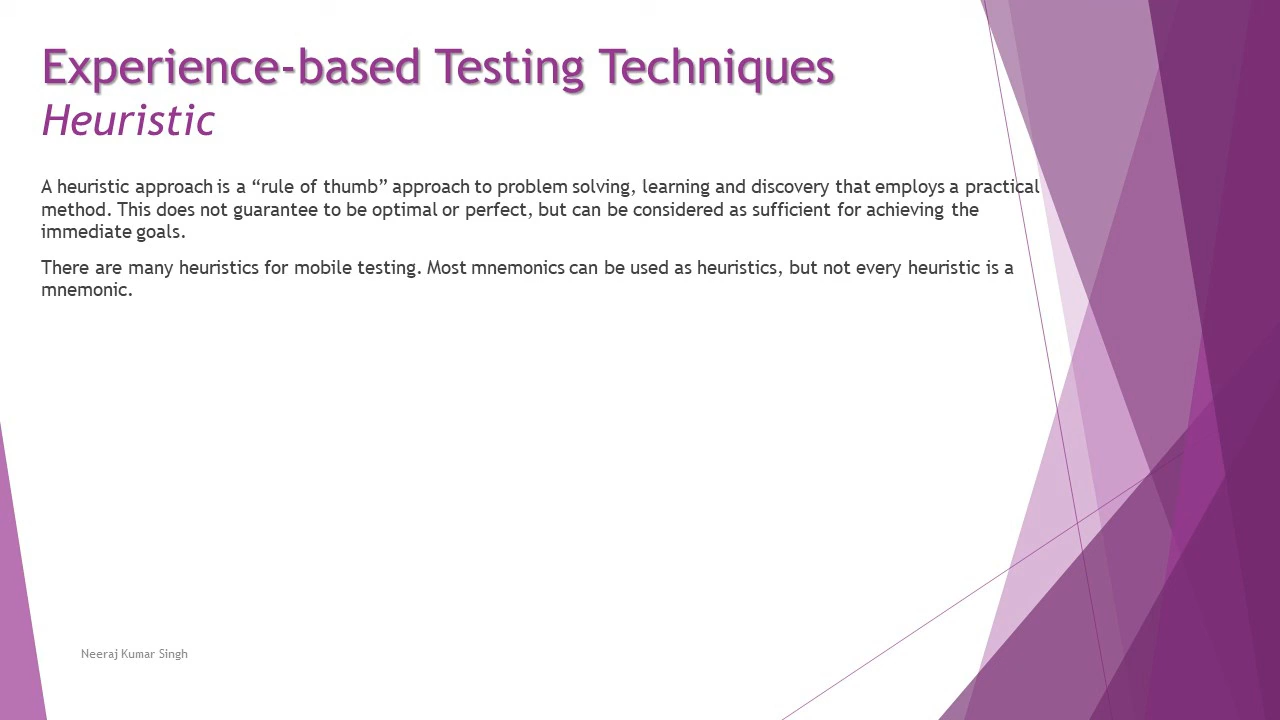 Experience-based Testing Techniques
Heuristic
A heuristic approach is a “rule of thumb” approach to problem solving, learning and discovery that employs a practical
method. This does not guarantee to be optimal or perfect, but can be considered as sufficient for achieving the
immediate goals.
There are many heuristics for mobile testing. Most mnemonics can be used as heuristics, but not every heuristic is a
mnemonic.
Neeraj Kumar Singh